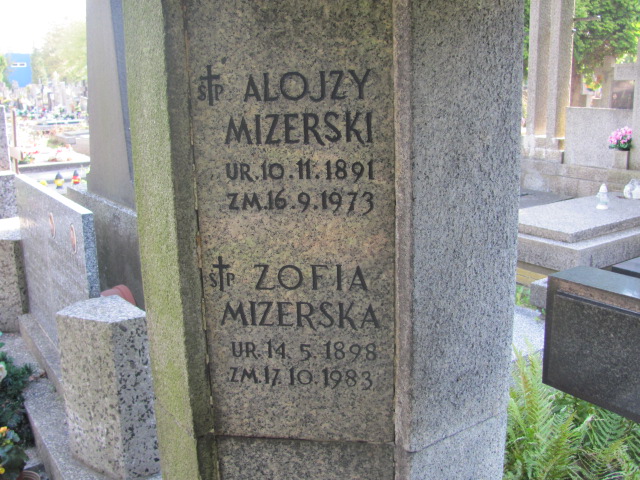 Ś†P ALOJZY
MIZERSKI
UR.10.11.1891
ZM.16.9.1973
Ś†P ZOFIA
MIZERSKA
UR.14.5.1898
ZM.17.10.1983